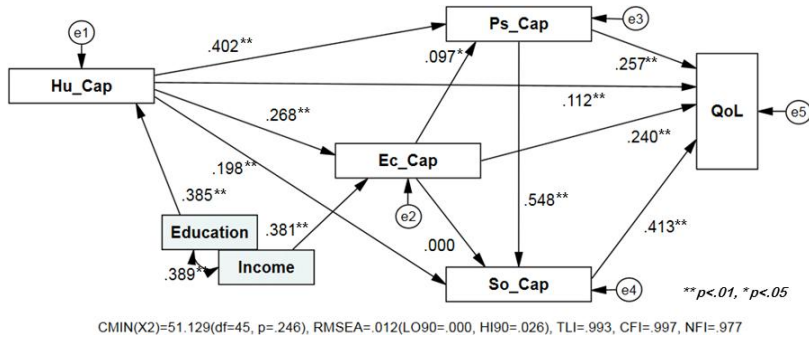 e1
Ps_Cap
e3
.402**
.097*
.257**
Hu_Cap
.112**
QoL
e5
.268**
.240**
Ec_Cap
.198**
.385**
e2
.548**
.381**
.413**
Education
.000
.389**
Income
So_Cap
e4
**p<.01, *p<.05
CMIN(X2)=51.129(df=45, p=.246), RMSEA=.012(LO90=.000, HI90=.026), TLI=.993, CFI=.997, NFI=.977